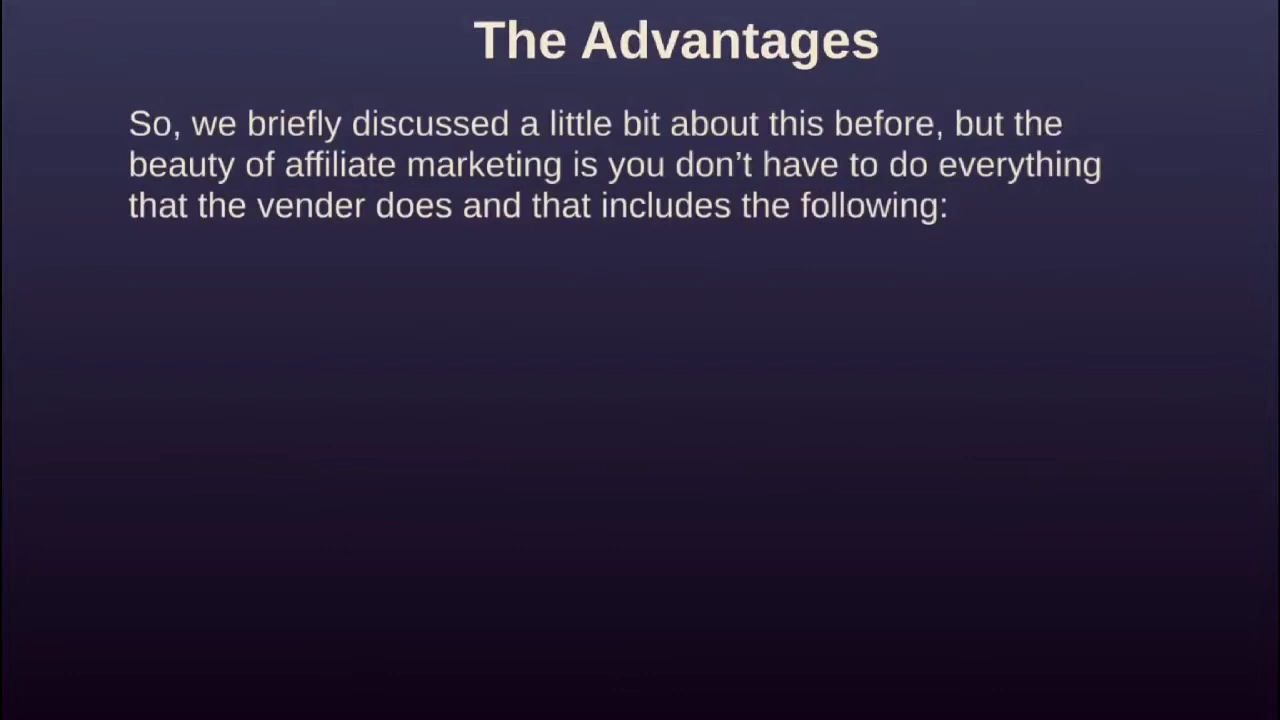 The Advantages
So, we briefly discussed a little bit about this before, but the
beauty of affiliate marketing is you don’t have to do everything
that the vender does and that includes the following: